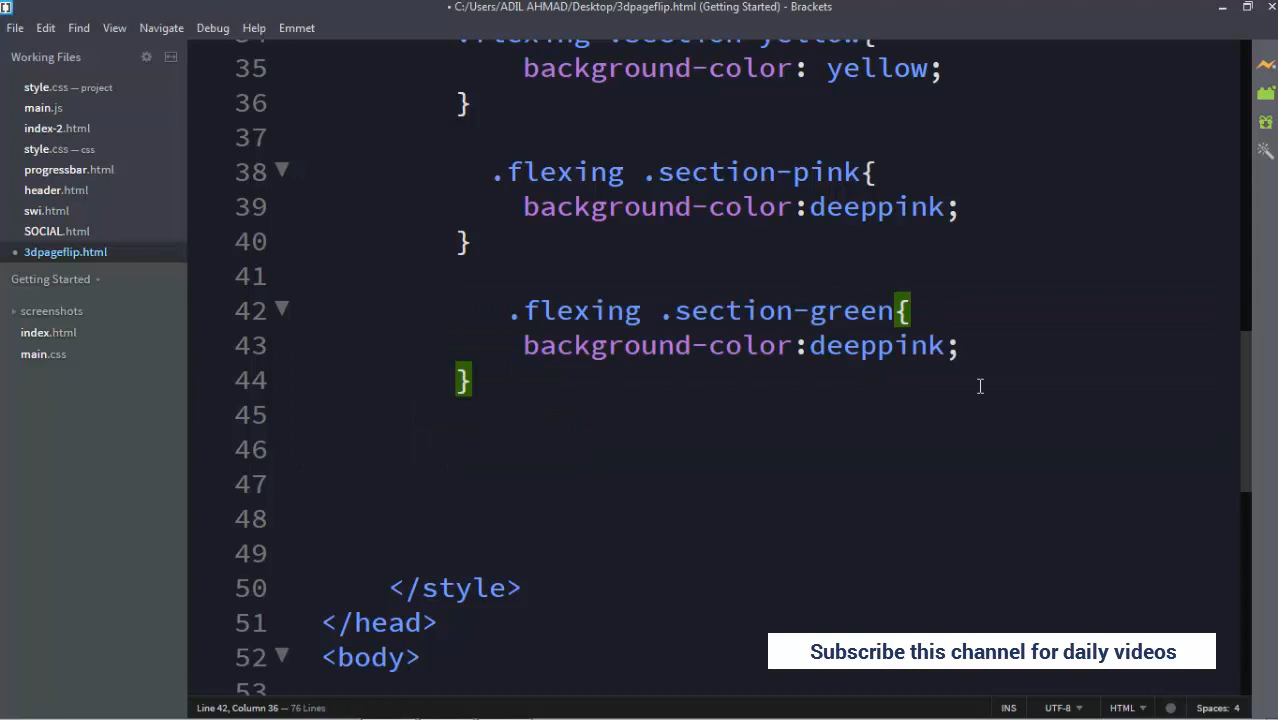 C:/Users/ADIL AHMAD/Desktop/3dpageflip.html (Getting Started) - Brackets
File Edit Find View Navigate Debug Help Emmet
Working Files
style.css — project
main.js
index-2.html
style.css — css
progressbar.html
header.html
swi.html
SOCIAL.html
3dpageflip.html
Getting Started
screenshots
index.html
main.css
34 .flexing .section-yellow{
35 background-color: yellow;
36 }
37
38 .flexing .section-pink{
39 background-color:deeppink;
40 }
41
42 .flexing .section-green{
43 background-color:deeppink;
44 }
45
46
47
48
49
50 </style>
51 </head>
52 <body>
53
Subscribe this channel for daily videos
Line 42, Column 36 — 76 Lines
INS UTF-8 HTML Spaces: 4